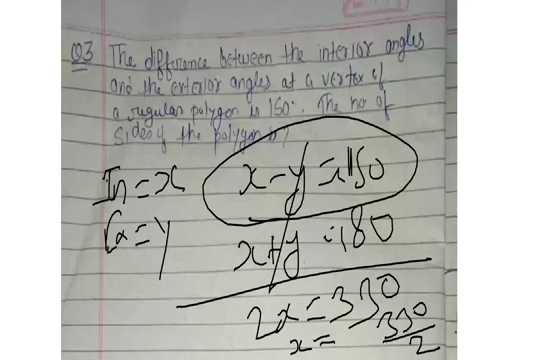 Q3 The difference between the interior angles
and the exterior angles at a vertex of
a regular polygon is 150°. The no of
Sides of the polygon is?
In = x
x - y = 150
Ex = y
x + y = 180
2x = 330
x = 330/2